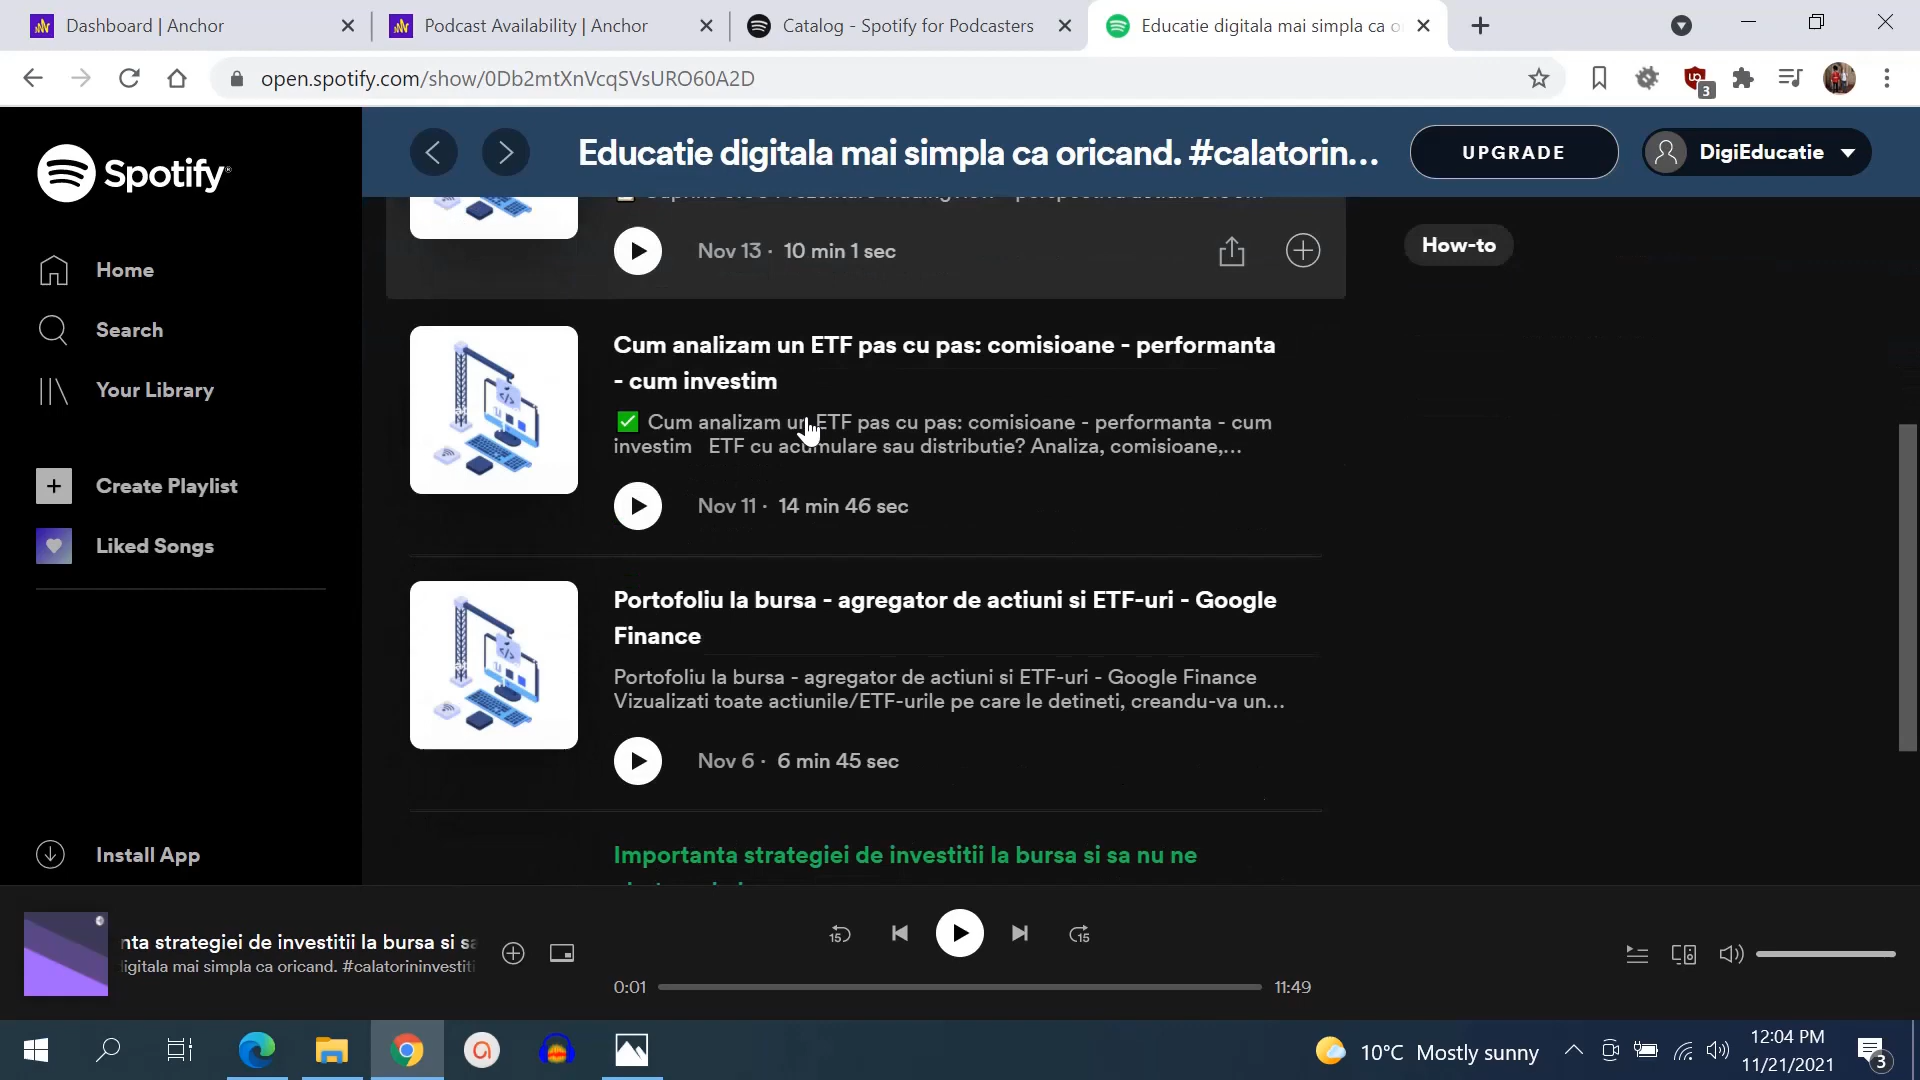 Dashboard | Anchor
Podcast Availability | Anchor
Catalog - Spotify for Podcasters
Educatie digitala mai simpla ca o
open.spotify.com/show/0Db2mtXnVcqSVsURO60A2D
3
Spotify
Educatie digitala mai simpla ca oricand. #calatorin...
UPGRADE
DigiEducatie
Home
Search
Your Library
Create Playlist
Liked Songs
Install App
Nov 13 · 10 min 1 sec
How-to
Cum analizam un ETF pas cu pas: comisioane - performanta
- cum investim
✅ Cum analizam un ETF pas cu pas: comisioane - performanta - cum
investim ETF cu acumulare sau distributie? Analiza, comisioane,...
Nov 11 · 14 min 46 sec
Portofoliu la bursa - agregator de actiuni si ETF-uri - Google
Finance
Portofoliu la bursa - agregator de actiuni si ETF-uri - Google Finance
Vizualizati toate actiunile/ETF-urile pe care le detineti, creandu-va un...
Nov 6 · 6 min 45 sec
Importanta strategiei de investitii la bursa si sa nu ne
nta strategiei de investitii la bursa si sa
igitala mai simpla ca oricand. #calatorininvestiti
15
15
0:01
11:49
10°C Mostly sunny
12:04 PM
11/21/2021
3